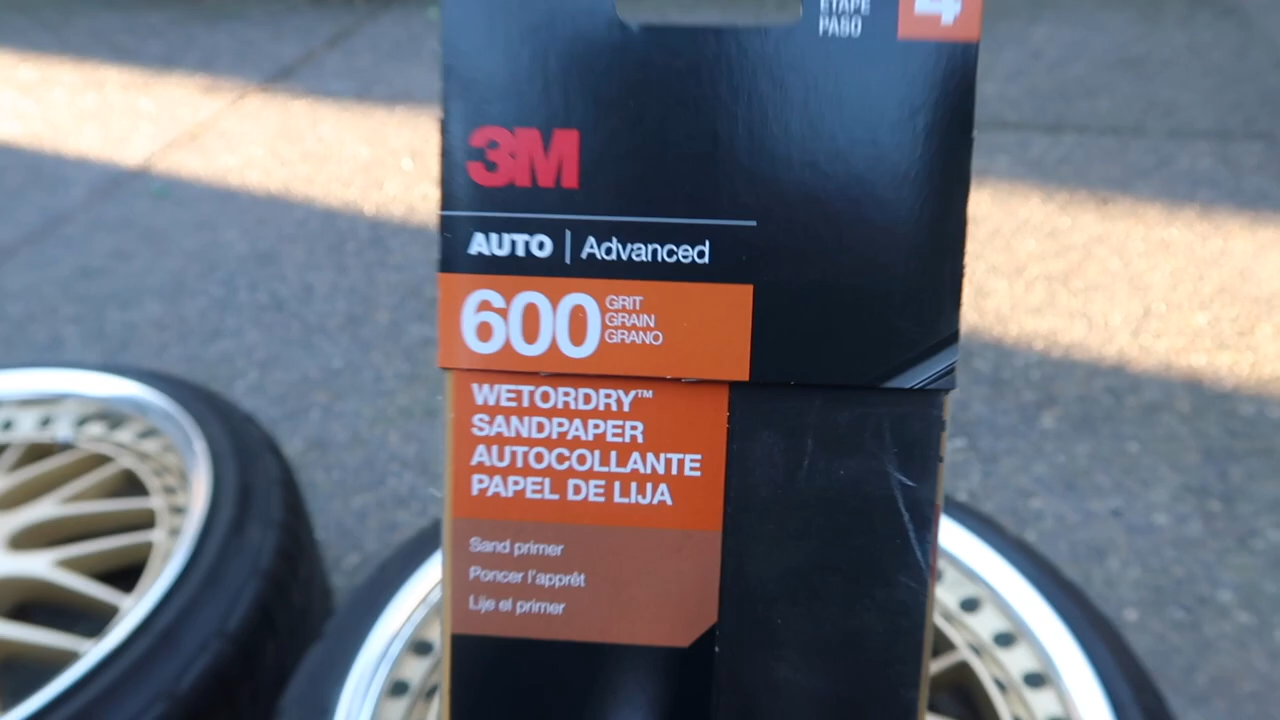 ÉTAPE
PASO
4
3M
AUTO | Advanced
600
GRIT
GRAIN
GRANO
WETORDRY™
SANDPAPER
AUTOCOLLANTE
PAPEL DE LIJA
Sand primer
Poncer l'apprêt
Lije el primer